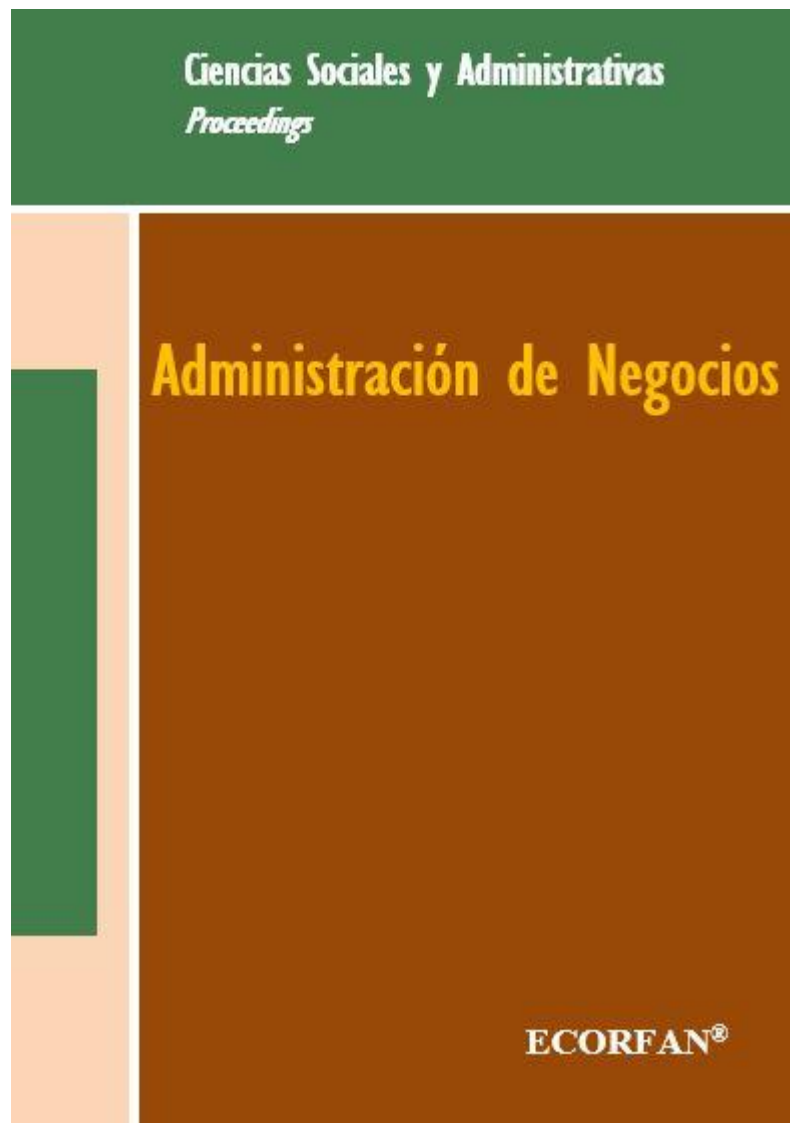 Ciencias Sociales y Administrativas
Proceedings
Administración de Negocios
ECORFAN®